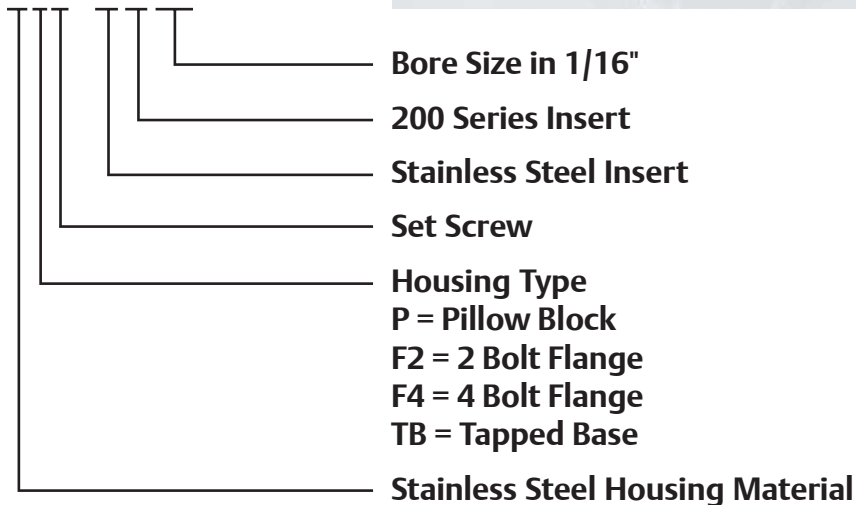 Bore Size in 1/16"
200 Series Insert
Stainless Steel Insert
Set Screw
Housing Type
P = Pillow Block
F2 = 2 Bolt Flange
F4 = 4 Bolt Flange
TB = Tapped Base
Stainless Steel Housing Material